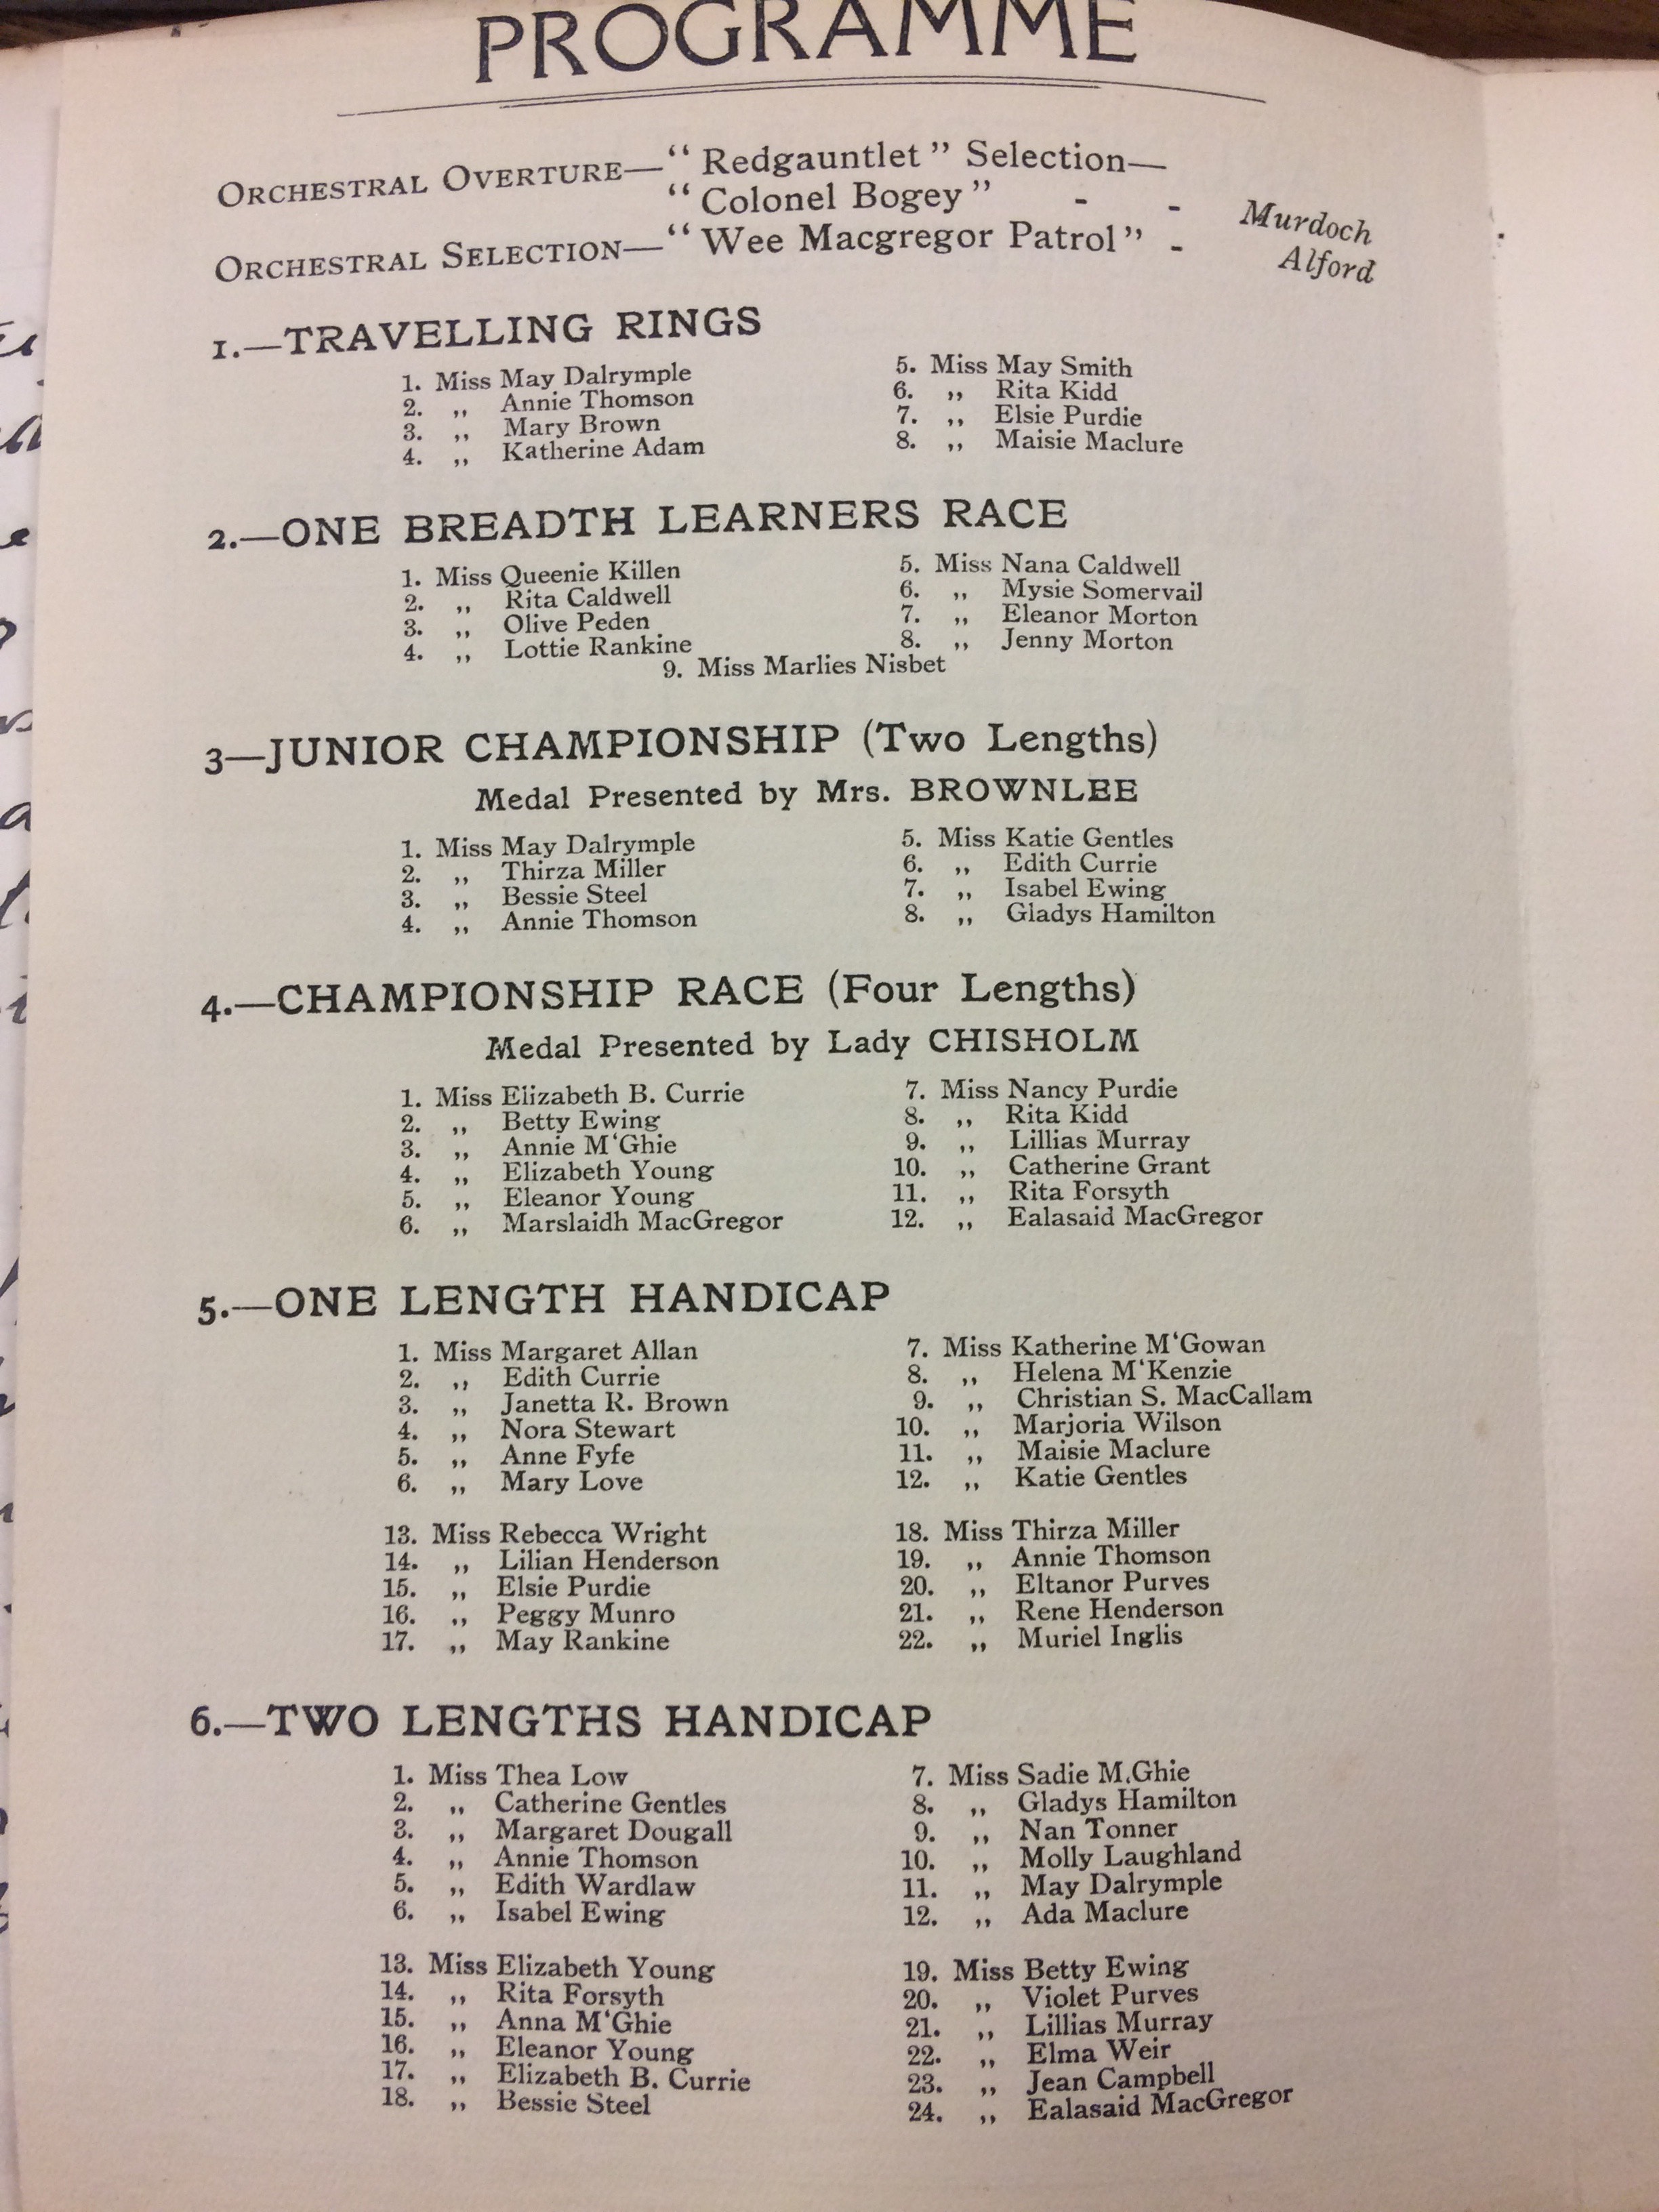 PROGRAMME
ORCHESTRAL OVERTURE—“ Redgauntlet ” Selection—
“ Colonel Bogey ” - - Murdoch
ORCHESTRAL SELECTION—“ Wee Macgregor Patrol ” - Alford
1.—TRAVELLING RINGS
1. Miss May Dalrymple
2. ,, Annie Thomson
3. ,, Mary Brown
4. ,, Katherine Adam
5. Miss May Smith
6. ,, Rita Kidd
7. ,, Elsie Purdie
8. ,, Maisie Maclure
2.—ONE BREADTH LEARNERS RACE
1. Miss Queenie Killen
2. ,, Rita Caldwell
3. ,, Olive Peden
4. ,, Lottie Rankine
5. Miss Nana Caldwell
6. ,, Mysie Somervail
7. ,, Eleanor Morton
8. ,, Jenny Morton
9. Miss Marlies Nisbet
3—JUNIOR CHAMPIONSHIP (Two Lengths)
Medal Presented by Mrs. BROWNLEE
1. Miss May Dalrymple
2. ,, Thirza Miller
3. ,, Bessie Steel
4. ,, Annie Thomson
5. Miss Katie Gentles
6. ,, Edith Currie
7. ,, Isabel Ewing
8. ,, Gladys Hamilton
4.—CHAMPIONSHIP RACE (Four Lengths)
Medal Presented by Lady CHISHOLM
1. Miss Elizabeth B. Currie
2. ,, Betty Ewing
3. ,, Annie M‘Ghie
4. ,, Elizabeth Young
5. ,, Eleanor Young
6. ,, Marslaidh MacGregor
7. Miss Nancy Purdie
8. ,, Rita Kidd
9. ,, Lillias Murray
10. ,, Catherine Grant
11. ,, Rita Forsyth
12. ,, Ealasaid MacGregor
5.—ONE LENGTH HANDICAP
1. Miss Margaret Allan
2. ,, Edith Currie
3. ,, Janetta R. Brown
4. ,, Nora Stewart
5. ,, Anne Fyfe
6. ,, Mary Love
7. Miss Katherine M‘Gowan
8. ,, Helena M‘Kenzie
9. ,, Christian S. MacCallam
10. ,, Marjoria Wilson
11. ,, Maisie Maclure
12. ,, Katie Gentles
13. Miss Rebecca Wright
14. ,, Lilian Henderson
15. ,, Elsie Purdie
16. ,, Peggy Munro
17. ,, May Rankine
18. Miss Thirza Miller
19. ,, Annie Thomson
20. ,, Eltanor Purves
21. ,, Rene Henderson
22. ,, Muriel Inglis
6.—TWO LENGTHS HANDICAP
1. Miss Thea Low
2. ,, Catherine Gentles
3. ,, Margaret Dougall
4. ,, Annie Thomson
5. ,, Edith Wardlaw
6. ,, Isabel Ewing
7. Miss Sadie M.Ghie
8. ,, Gladys Hamilton
9. ,, Nan Tonner
10. ,, Molly Laughland
11. ,, May Dalrymple
12. ,, Ada Maclure
13. Miss Elizabeth Young
14. ,, Rita Forsyth
15. ,, Anna M‘Ghie
16. ,, Eleanor Young
17. ,, Elizabeth B. Currie
18. ,, Bessie Steel
19. Miss Betty Ewing
20. ,, Violet Purves
21. ,, Lillias Murray
22. ,, Elma Weir
23. ,, Jean Campbell
24. ,, Ealasaid MacGregor